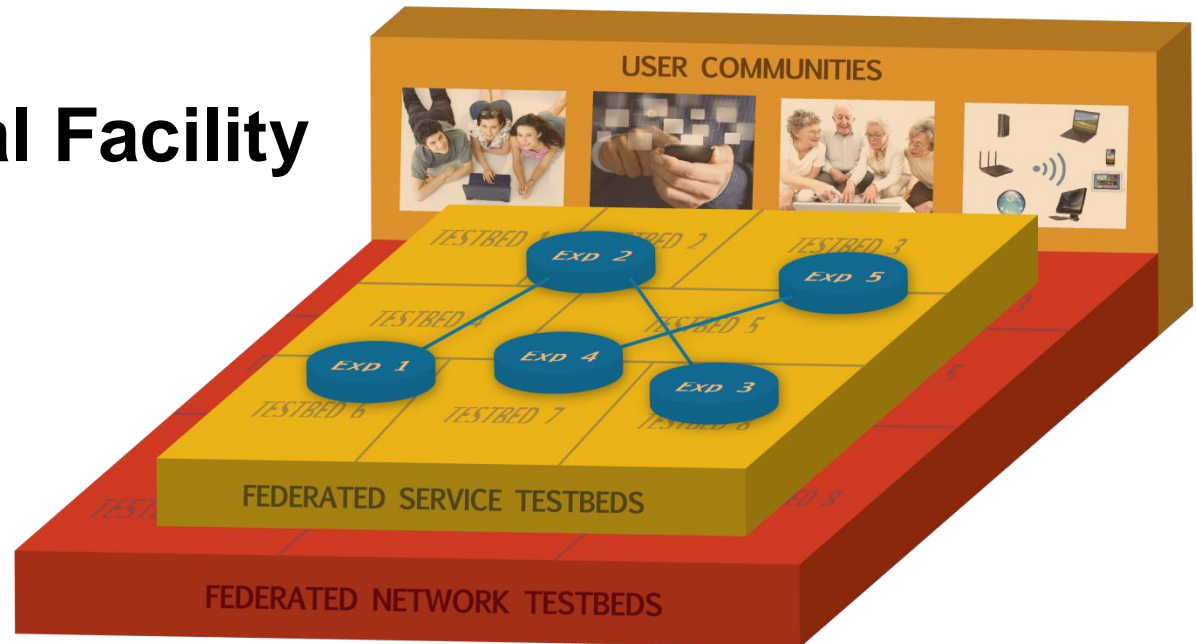 al Facility
USER COMMUNITIES
TESTBED 1
TESTBED 2
TESTBED 3
Exp 2
Exp 5
TESTBED 4
TESTBED 5
Exp 1
Exp 4
Exp 3
TESTBED 6
TESTBED 7
TESTBED 8
FEDERATED SERVICE TESTBEDS
FEDERATED NETWORK TESTBEDS